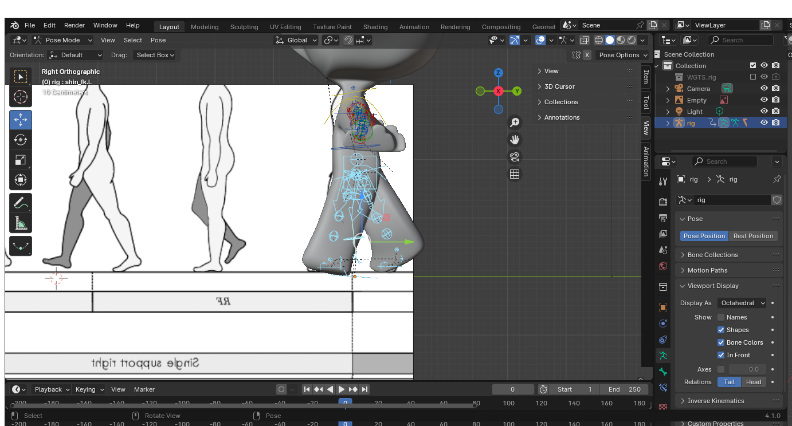 File Edit Render Window Help Layout Modeling Sculpting UV Editing Texture Paint Shading Animation Rendering Compositing Geomet Scene ViewLayer
Pose Mode View Select Pose Global Search
Orientation: Default Drag: Select Box Pose Options
Right Orthographic
(0) rig : shin_fk.L
10 Centimeters
Z
X
Y
View
3D Cursor
Collections
Annotations
Item
Tool
View
Animation
Scene Collection
Collection
WGTS_rig
Camera
Empty
Light
rig
Search
rig rig
rig
Pose
Pose Position Rest Position
Bone Collections
Motion Paths
Viewport Display
Display As Octahedral
Show Names
Shapes
Bone Colors
In Front
Axes 0.0
Relations Tail Head
Inverse Kinematics
Custom Properties
RF
Single support right
Playback Keying View Marker 0 Start 1 End 250
-200 -180 -160 -140 -120 -100 -80 -60 -40 -20 0 20 40 60 80 100 120 140 160 180
Select Rotate View Pose 4.1.0
-200 -180 -160 -140 -120 -100 -80 -60 -40 -20 0 20 40 60 80 100 120 140 160 180